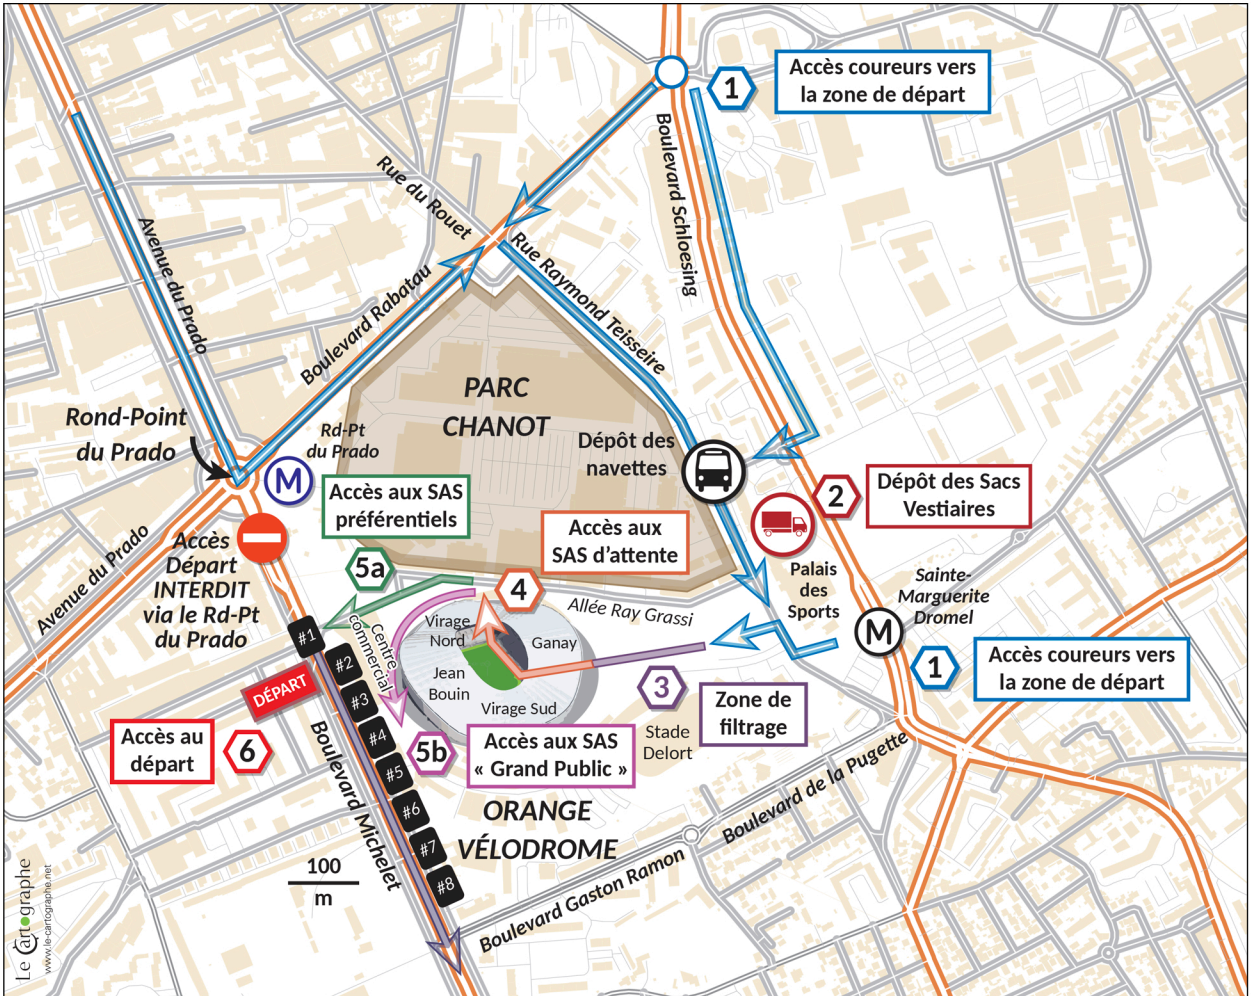 1
Accès coureurs vers
la zone de départ
Boulevard Schloesing
Rue du Rouet
Avenue du Prado
Rue Raymond Teisseire
Boulevard Rabatau
PARC
CHANOT
Rond-Point
du Prado
Rd-Pt
du Prado
M
Dépôt des
navettes
2
Dépôt des Sacs
Vestiaires
Accès aux SAS
préférentiels
Accès aux
SAS d'attente
Avenue du Prado
Accès
Départ
INTERDIT
via le Rd-Pt
du Prado
5a
4
Palais
des
Sports
Sainte-
Marguerite
Dromel
M
Allée Ray Grassi
1
Accès coureurs vers
la zone de départ
Centre
commercial
Virage
Nord
Ganay
Jean
Bouin
Virage Sud
3
Zone de
filtrage
Stade
Delort
#1
#2
#3
#4
#5
#6
#7
#8
DÉPART
Accès au
départ
6
5b
Accès aux SAS
« Grand Public »
ORANGE
VÉLODROME
Boulevard Michelet
Boulevard de la Pugette
Boulevard Gaston Ramon
100
m
Le Cartographe
www.le-cartographe.net